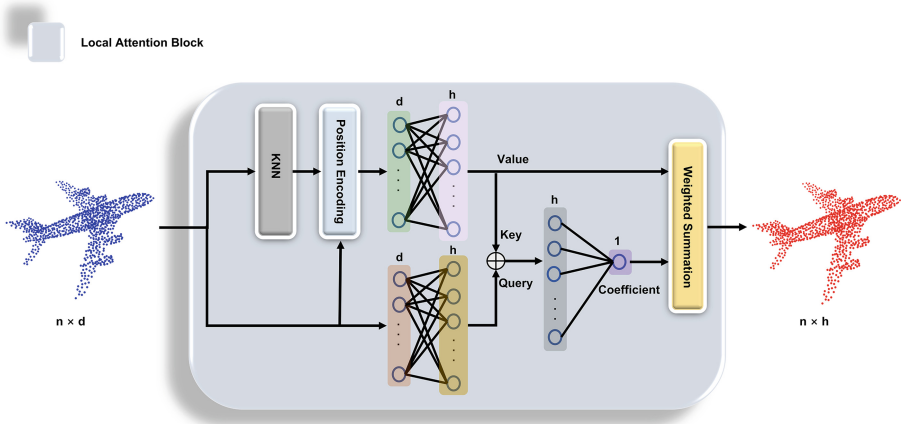 Local Attention Block
d
h
KNN
Position Encoding
Value
Key
Query
h
1
Coefficient
Weighted Summation
d
h
n × d
n × h